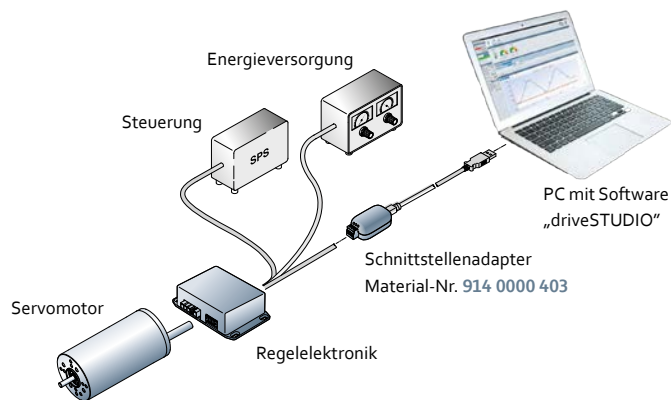 Energieversorgung
Steuerung
SPS
PC mit Software
„driveSTUDIO”
Schnittstellenadapter
Material-Nr. 914 0000 403
Servomotor
Regelelektronik